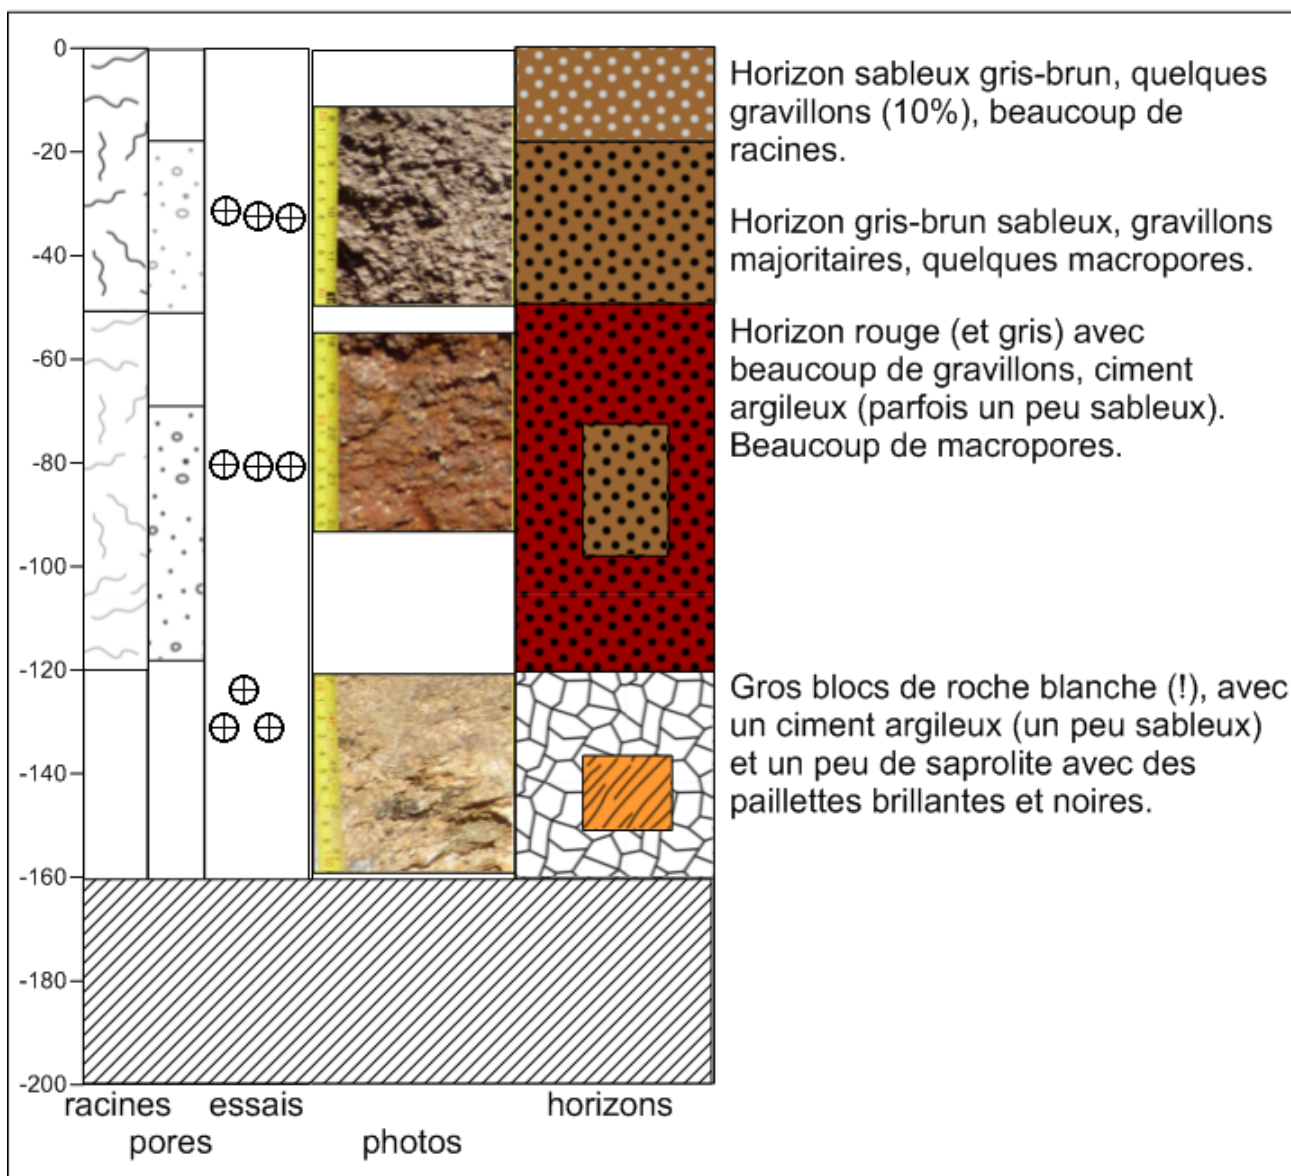 0
-20
-40
-60
-80
-100
-120
-140
-160
-180
-200
Horizon sableux gris-brun, quelques
gravillons (10%), beaucoup de
racines.
Horizon gris-brun sableux, gravillons
majoritaires, quelques macropores.
Horizon rouge (et gris) avec
beaucoup de gravillons, ciment
argileux (parfois un peu sableux).
Beaucoup de macropores.
Gros blocs de roche blanche (!), avec
un ciment argileux (un peu sableux)
et un peu de saprolite avec des
paillettes brillantes et noires.
racines essais horizons
pores photos